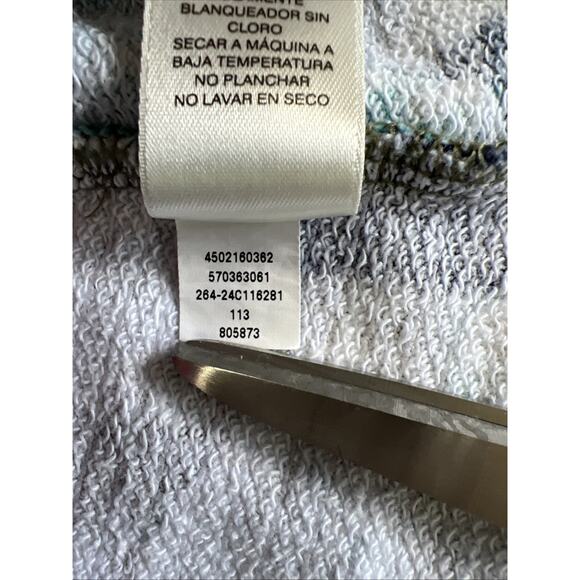 BLANQUEADOR SIN
CLORO
SECAR A MÁQUINA A
BAJA TEMPERATURA
NO PLANCHAR
NO LAVAR EN SECO
4502160362
570363061
264-24C116281
113
805873